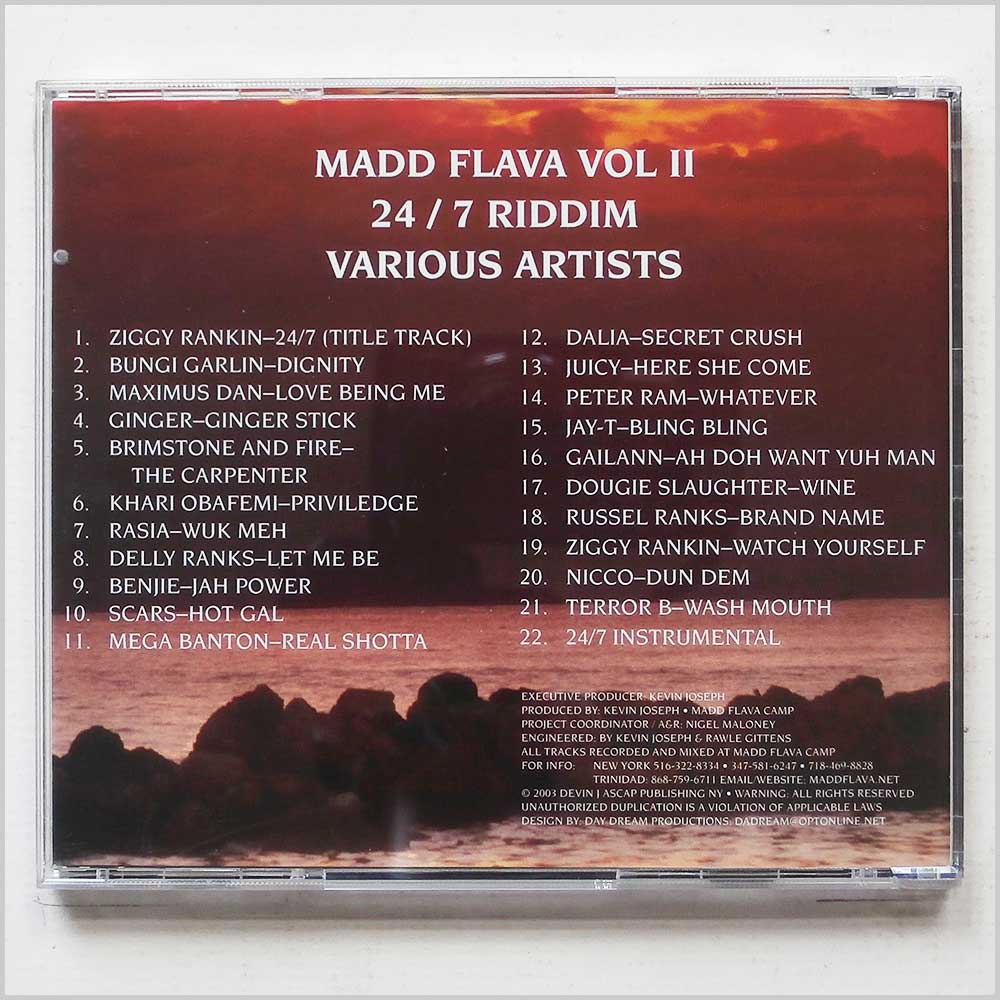 MADD FLAVA VOL II
24 / 7 RIDDIM
VARIOUS ARTISTS
1. ZIGGY RANKIN–24/7 (TITLE TRACK)
2. BUNGI GARLIN–DIGNITY
3. MAXIMUS DAN–LOVE BEING ME
4. GINGER–GINGER STICK
5. BRIMSTONE AND FIRE–
THE CARPENTER
6. KHARI OBAFEMI–PRIVILEDGE
7. RASIA–WUK MEH
8. DELLY RANKS–LET ME BE
9. BENJIE–JAH POWER
10. SCARS–HOT GAL
11. MEGA BANTON–REAL SHOTTA
12. DALIA–SECRET CRUSH
13. JUICY–HERE SHE COME
14. PETER RAM–WHATEVER
15. JAY-T–BLING BLING
16. GAILANN–AH DOH WANT YUH MAN
17. DOUGIE SLAUGHTER–WINE
18. RUSSEL RANKS–BRAND NAME
19. ZIGGY RANKIN–WATCH YOURSELF
20. NICCO–DUN DEM
21. TERROR B–WASH MOUTH
22. 24/7 INSTRUMENTAL
EXECUTIVE PRODUCER: KEVIN JOSEPH
PRODUCED BY: KEVIN JOSEPH • MADD FLAVA CAMP
PROJECT COORDINATOR / A&R: NIGEL MALONEY
ENGINEERED: BY KEVIN JOSEPH & RAWLE GITTENS
ALL TRACKS RECORDED AND MIXED AT MADD FLAVA CAMP
FOR INFO: NEW YORK 516-322-8334 • 347-581-6247 • 718-469-8828
TRINIDAD: 868-759-6711 EMAIL/WEBSITE: MADDFLAVA.NET
© 2003 DEVIN J ASCAP PUBLISHING NY • WARNING: ALL RIGHTS RESERVED
UNAUTHORIZED DUPLICATION IS A VIOLATION OF APPLICABLE LAWS
DESIGN BY: DAY DREAM PRODUCTIONS: DADREAM@OPTONLINE.NET